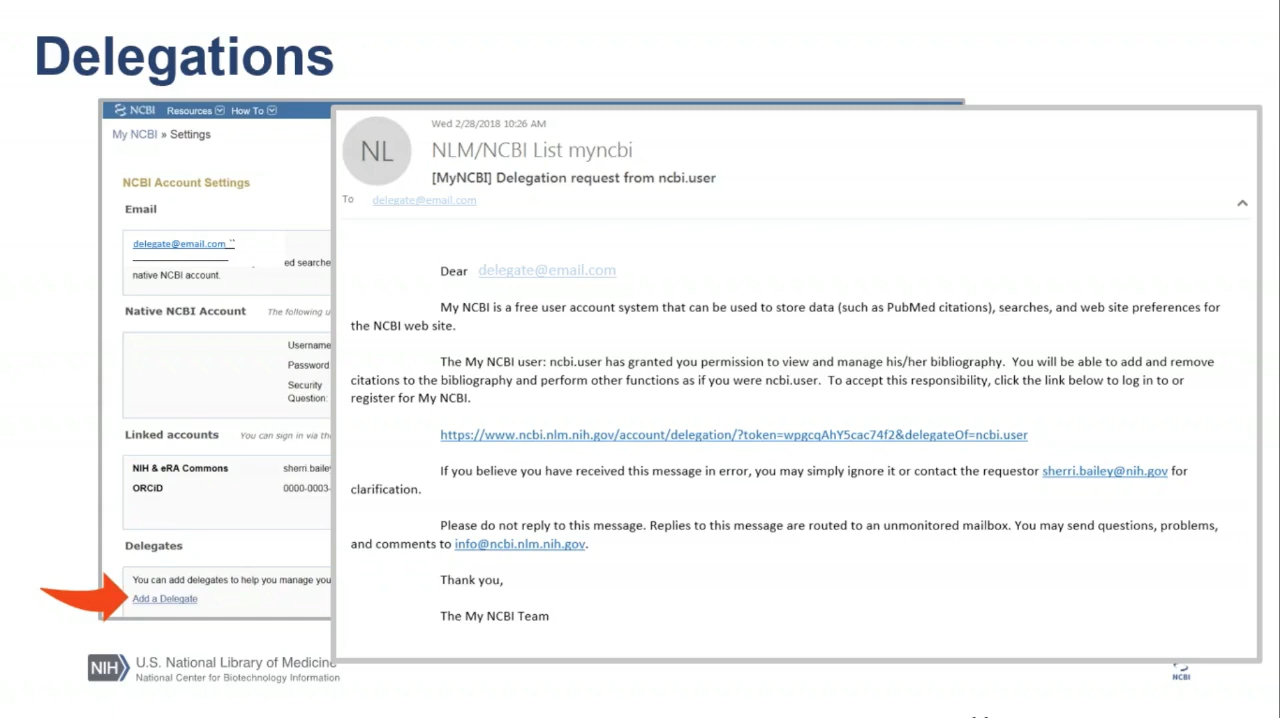 Delegations
NCBI Resources How To
My NCBI » Settings
NCBI Account Settings
Email
delegate@email.com
ed searche
native NCBI account.
Native NCBI Account The following u
Username
Password
Security
Question:
Linked accounts You can sign in via th
NIH & eRA Commons sherri.bailey
ORCiD 0000-0003-
Delegates
You can add delegates to help you manage you
Add a Delegate
Wed 2/28/2018 10:26 AM
NL
NLM/NCBI List myncbi
[MyNCBI] Delegation request from ncbi.user
To delegate@email.com
Dear delegate@email.com
My NCBI is a free user account system that can be used to store data (such as PubMed citations), searches, and web site preferences for
the NCBI web site.
The My NCBI user: ncbi.user has granted you permission to view and manage his/her bibliography. You will be able to add and remove
citations to the bibliography and perform other functions as if you were ncbi.user. To accept this responsibility, click the link below to log in to or
register for My NCBI.
https://www.ncbi.nlm.nih.gov/account/delegation/?token=wpgcqAhY5cac74f2&delegateOf=ncbi.user
If you believe you have received this message in error, you may simply ignore it or contact the requestor sherri.bailey@nih.gov for
clarification.
Please do not reply to this message. Replies to this message are routed to an unmonitored mailbox. You may send questions, problems,
and comments to info@ncbi.nlm.nih.gov.
Thank you,
The My NCBI Team
NIH U.S. National Library of Medicine
National Center for Biotechnology Information
NCBI